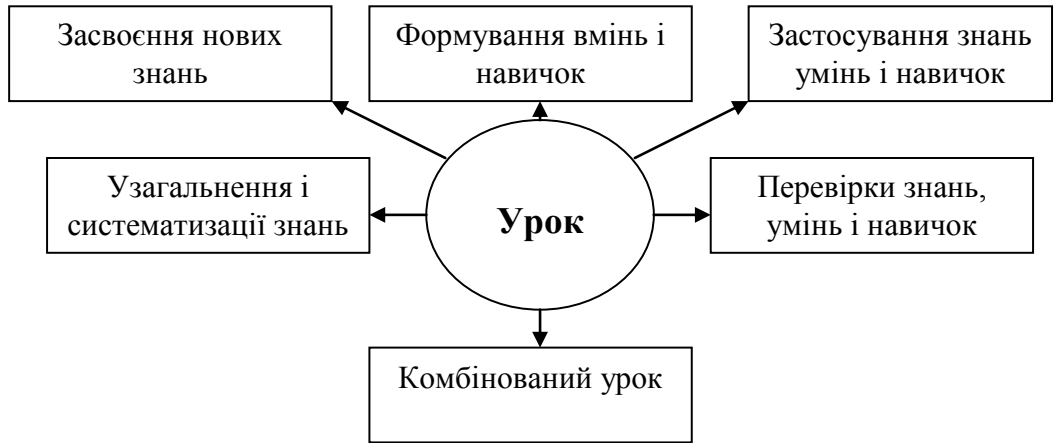 Засвоєння нових
знань
Формування вмінь і
навичок
Застосування знань
умінь і навичок
Узагальнення і
систематизації знань
Урок
Перевірки знань,
умінь і навичок
Комбінований урок